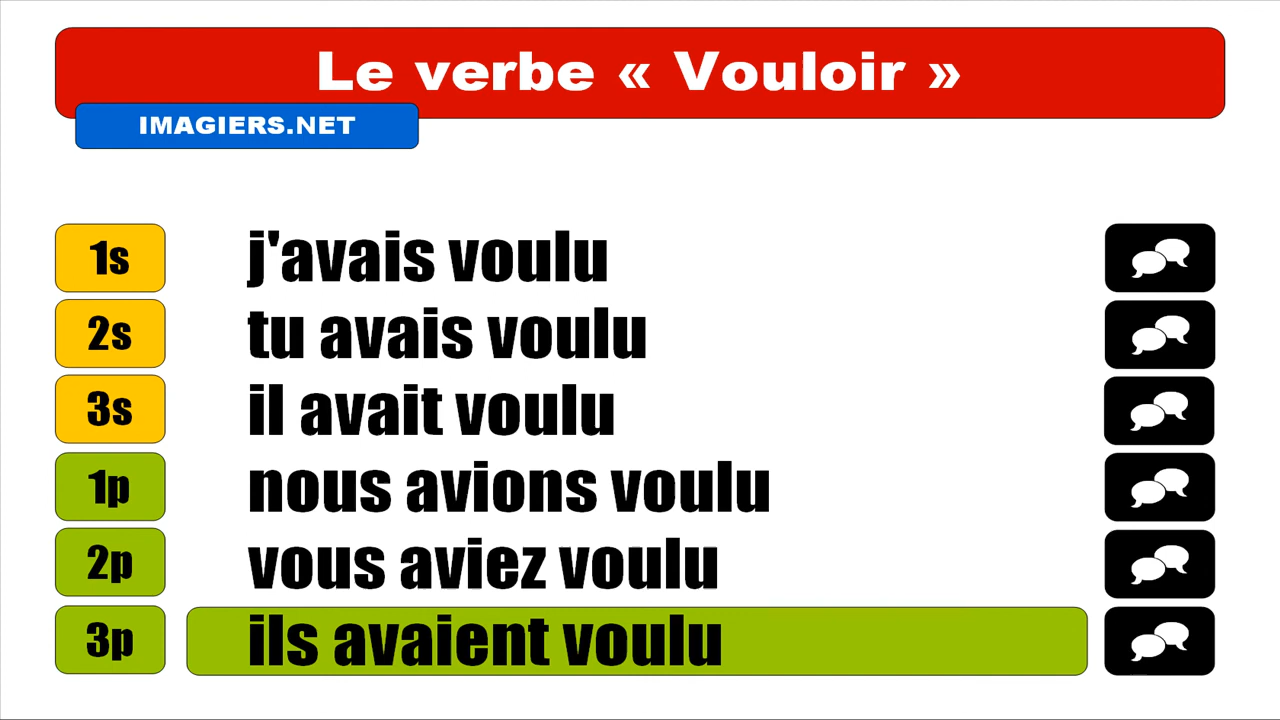 Le verbe « Vouloir »
IMAGIERS.NET
1s j'avais voulu
2s tu avais voulu
3s il avait voulu
1p nous avions voulu
2p vous aviez voulu
3p ils avaient voulu